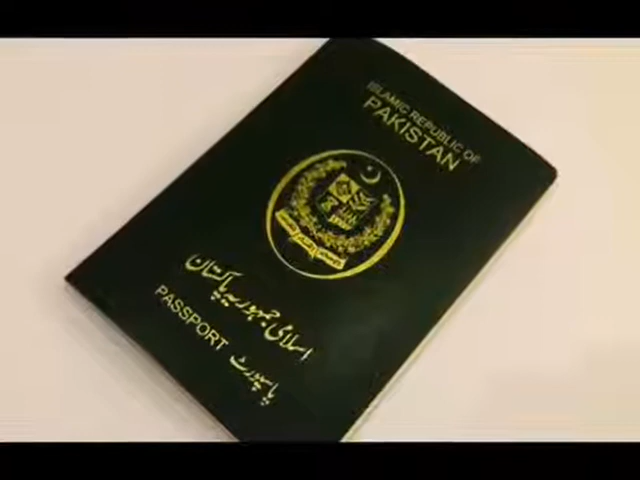 ISLAMIC REPUBLIC OF
PAKISTAN
اسلامی جمہوریہ پاکستان
PASSPORT پاسپورٹ